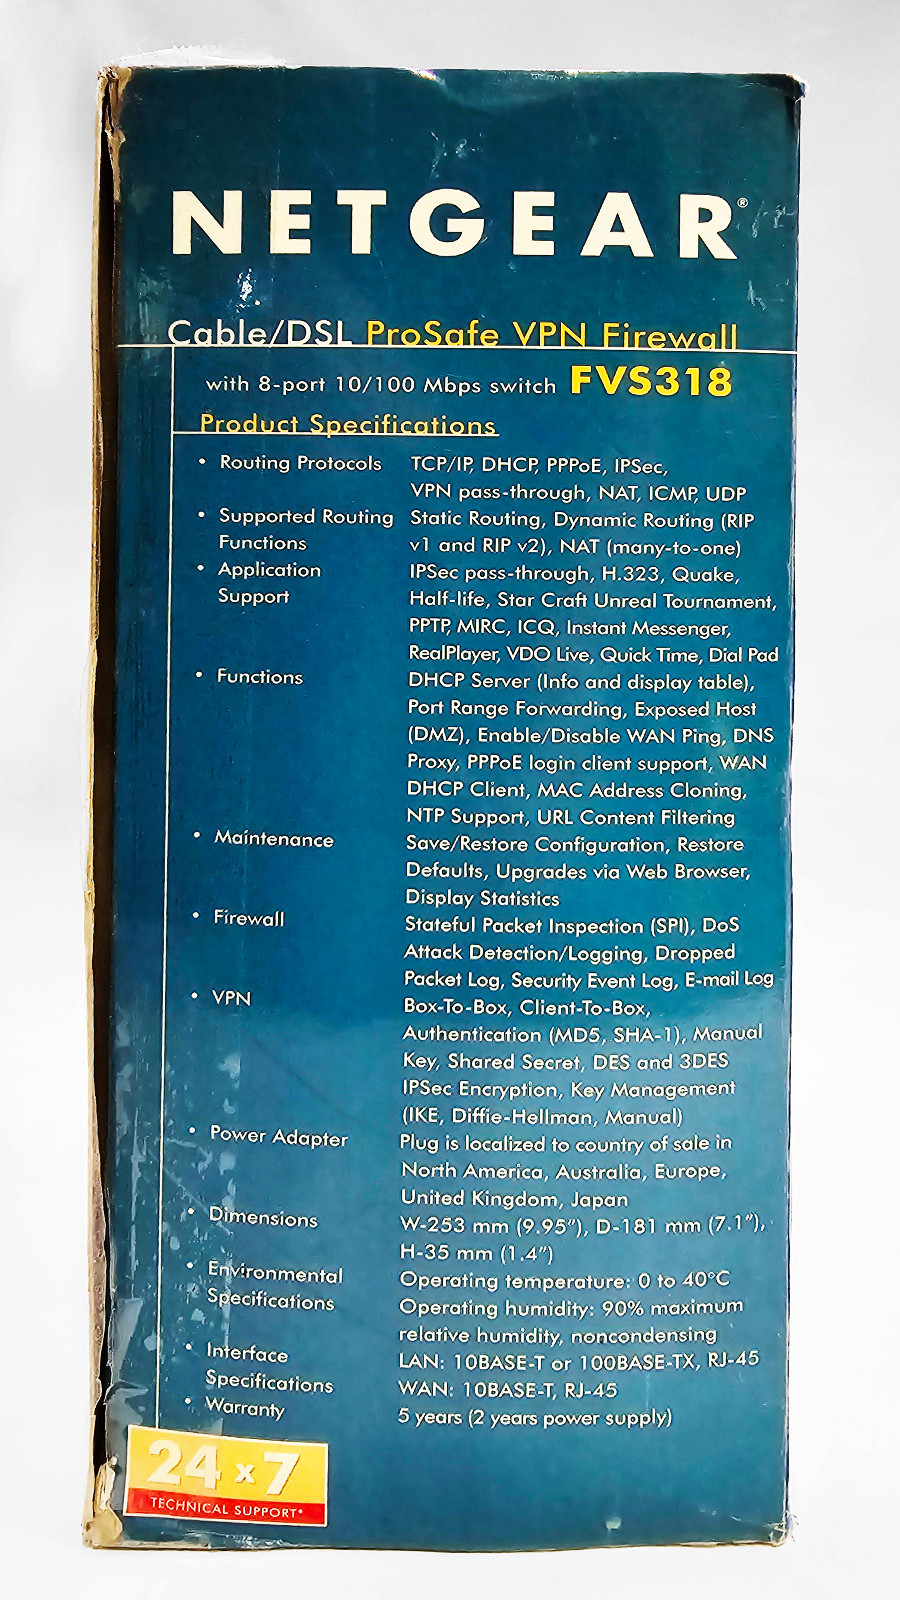 NETGEAR®
Cable/DSL ProSafe VPN Firewall
with 8-port 10/100 Mbps switch FVS318
Product Specifications
• Routing Protocols TCP/IP, DHCP, PPPoE, IPSec,
VPN pass-through, NAT, ICMP, UDP
• Supported Routing Static Routing, Dynamic Routing (RIP
Functions v1 and RIP v2), NAT (many-to-one)
• Application IPSec pass-through, H.323, Quake,
Support Half-life, Star Craft Unreal Tournament,
PPTP, MIRC, ICQ, Instant Messenger,
RealPlayer, VDO Live, Quick Time, Dial Pad
• Functions DHCP Server (Info and display table),
Port Range Forwarding, Exposed Host
(DMZ), Enable/Disable WAN Ping, DNS
Proxy, PPPoE login client support, WAN
DHCP Client, MAC Address Cloning,
NTP Support, URL Content Filtering
• Maintenance Save/Restore Configuration, Restore
Defaults, Upgrades via Web Browser,
Display Statistics
• Firewall Stateful Packet Inspection (SPI), DoS
Attack Detection/Logging, Dropped
Packet Log, Security Event Log, E-mail Log
• VPN Box-To-Box, Client-To-Box,
Authentication (MD5, SHA-1), Manual
Key, Shared Secret, DES and 3DES
IPSec Encryption, Key Management
(IKE, Diffie-Hellman, Manual)
• Power Adapter Plug is localized to country of sale in
North America, Australia, Europe,
United Kingdom, Japan
• Dimensions W-253 mm (9.95”), D-181 mm (7.1”),
H-35 mm (1.4”)
• Environmental Operating temperature: 0 to 40°C
Specifications Operating humidity: 90% maximum
relative humidity, noncondensing
• Interface LAN: 10BASE-T or 100BASE-TX, RJ-45
Specifications WAN: 10BASE-T, RJ-45
• Warranty 5 years (2 years power supply)
24 x 7
TECHNICAL SUPPORT*